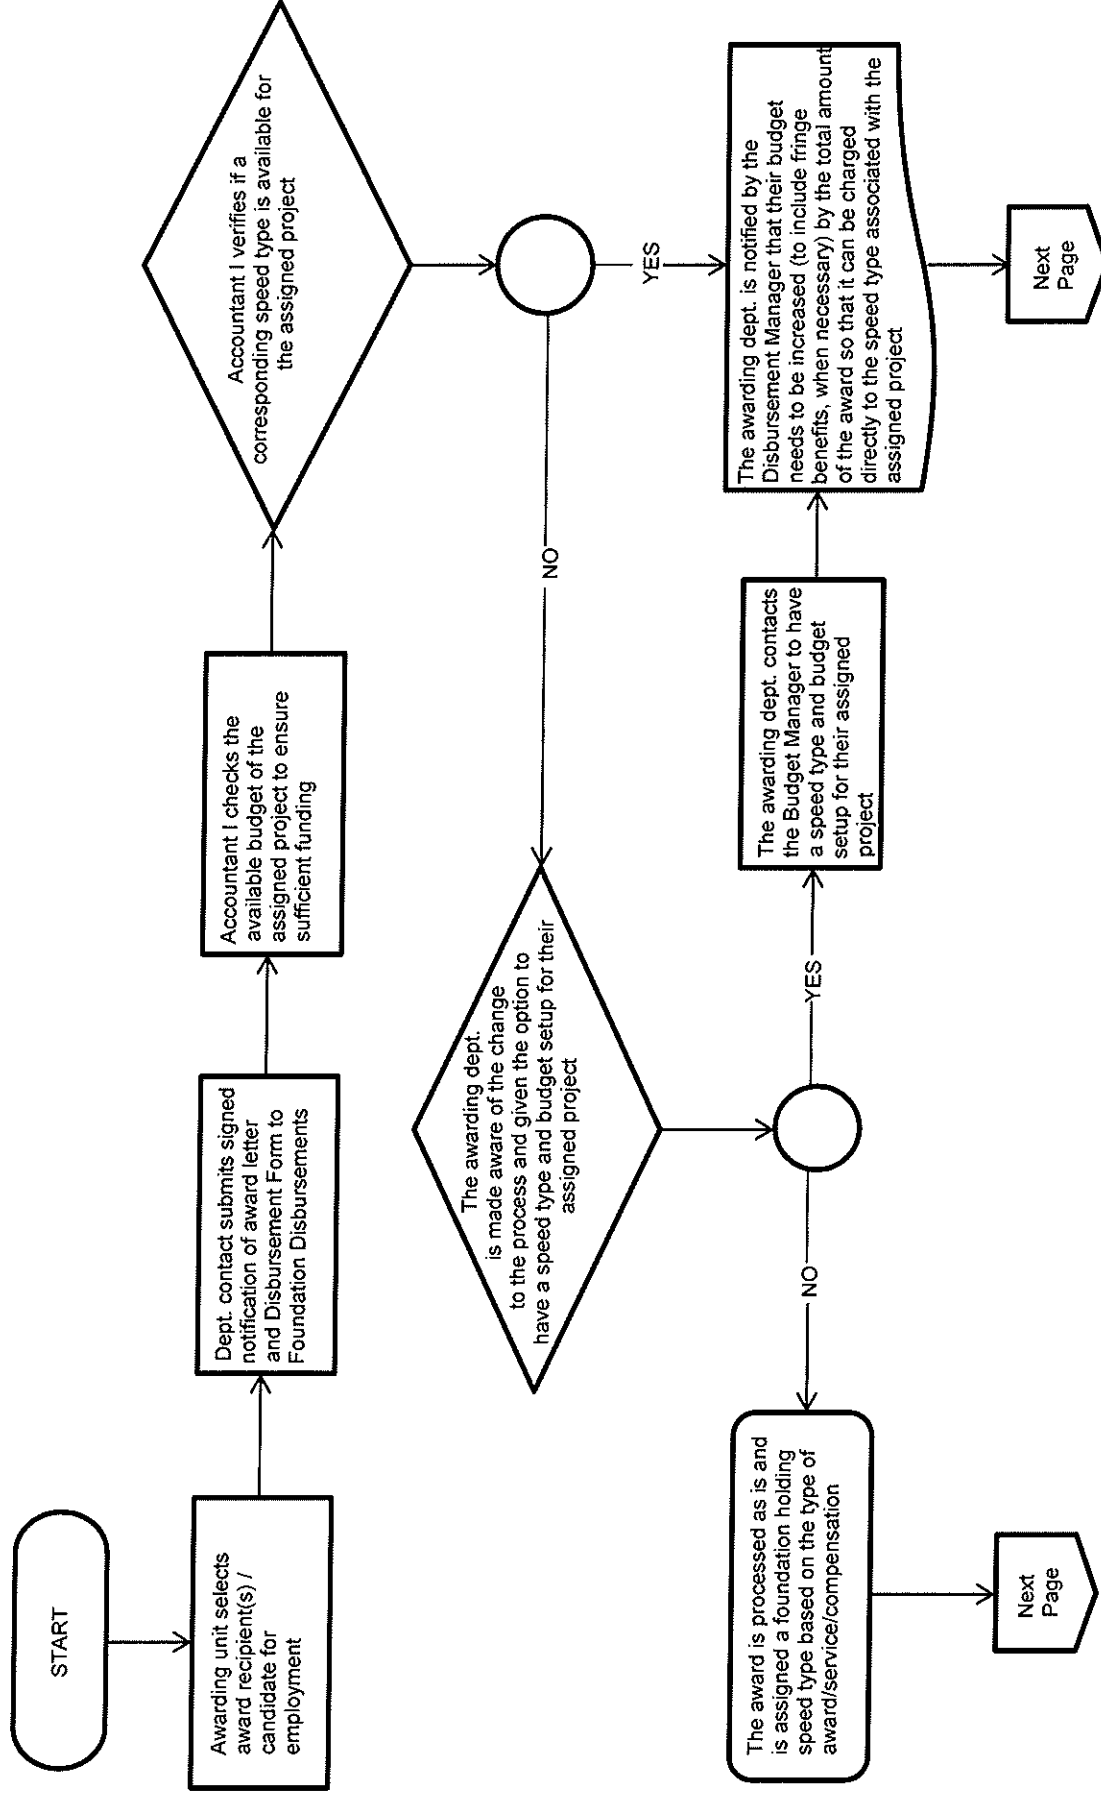 START
Awarding unit selects
award recipient(s) /
candidate for
employment
Dept. contact submits signed
notification of award letter
and Disbursement Form to
Foundation Disbursements
Accountant I checks the
available budget of the
assigned project to ensure
sufficient funding
Accountant I verifies if a
corresponding speed type is available for
the assigned project
NO
YES
The awarding dept.
is made aware of the change
to the process and given the option to
have a speed type and budget setup for their
assigned project
NO
YES
The award is processed as is and
is assigned a foundation holding
speed type based on the type of
award/service/compensation
The awarding dept. contacts
the Budget Manager to have
a speed type and budget
setup for their assigned
project
The awarding dept. is notified by the
Disbursement Manager that their budget
needs to be increased (to include fringe
benefits, when necessary) by the total amount
of the award so that it can be charged
directly to the speed type associated with the
assigned project
Next
Page
Next
Page